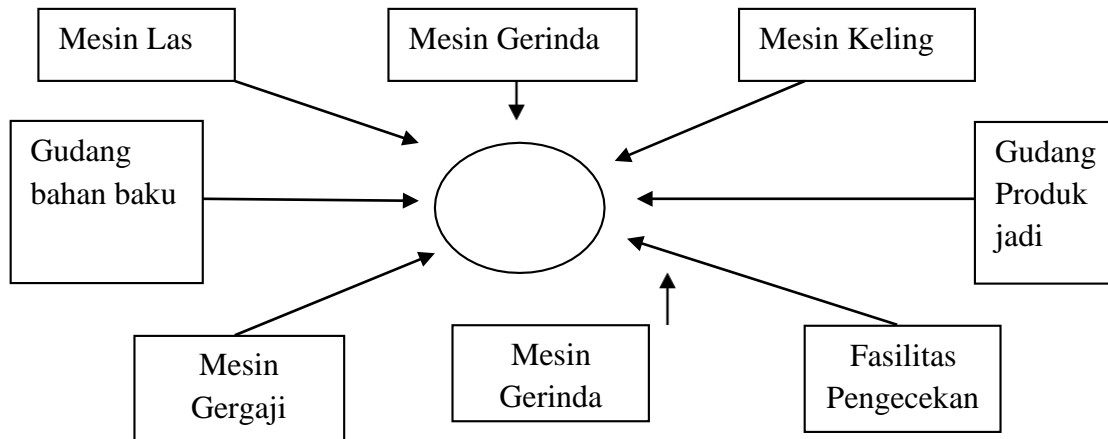 Mesin Las
Mesin Gerinda
Mesin Keling
Gudang
bahan baku
Gudang
Produk
jadi
Mesin
Gergaji
Mesin
Gerinda
Fasilitas
Pengecekan